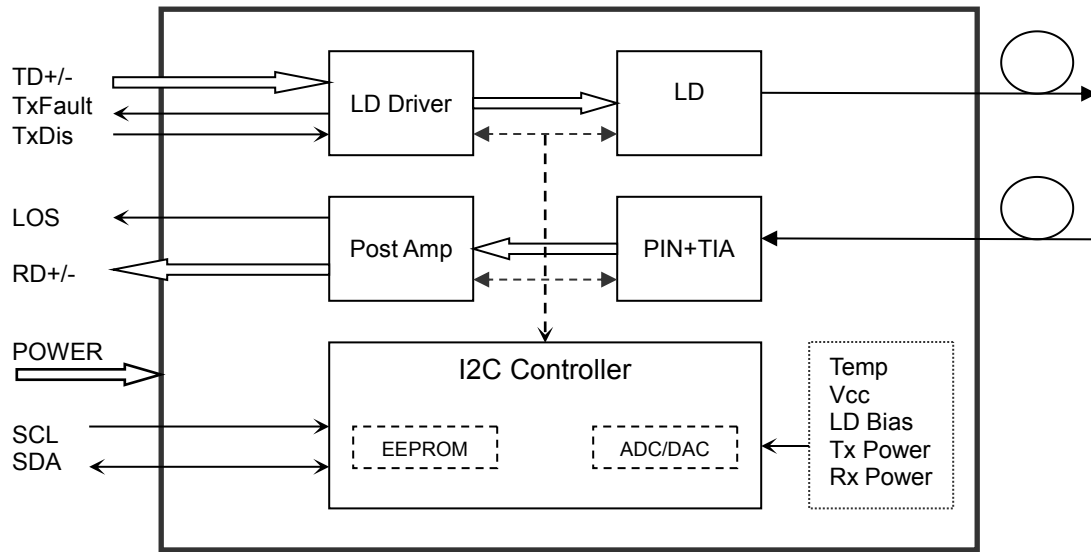 TD+/-
TxFault
TxDis
LD Driver
LD
LOS
RD+/-
Post Amp
PIN+TIA
POWER
SCL
SDA
I2C Controller
EEPROM
ADC/DAC
Temp
Vcc
LD Bias
Tx Power
Rx Power